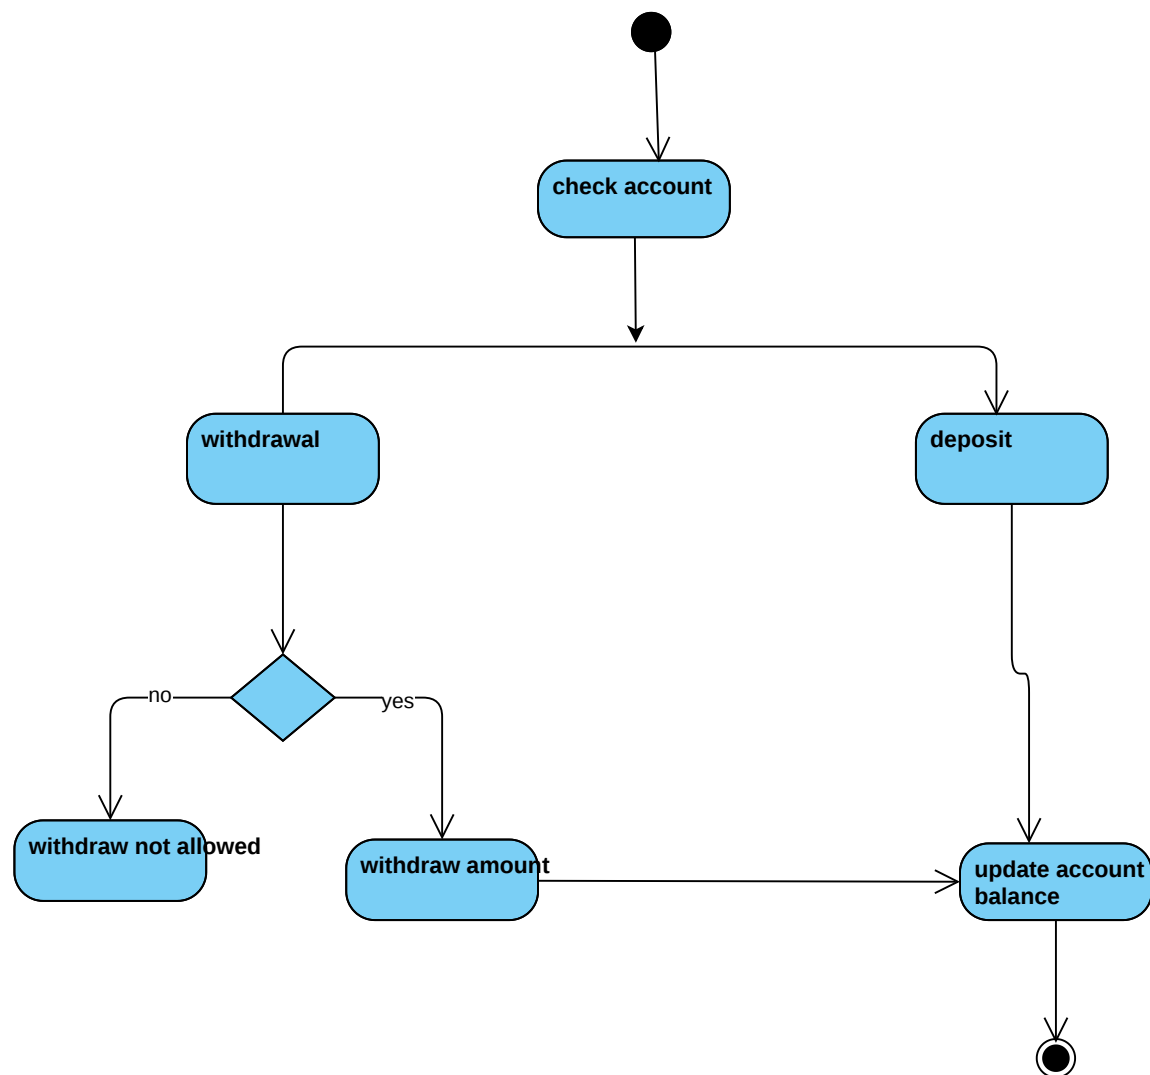 check account
withdrawal
deposit
no
yes
withdraw not allowed
withdraw amount
update account
balance